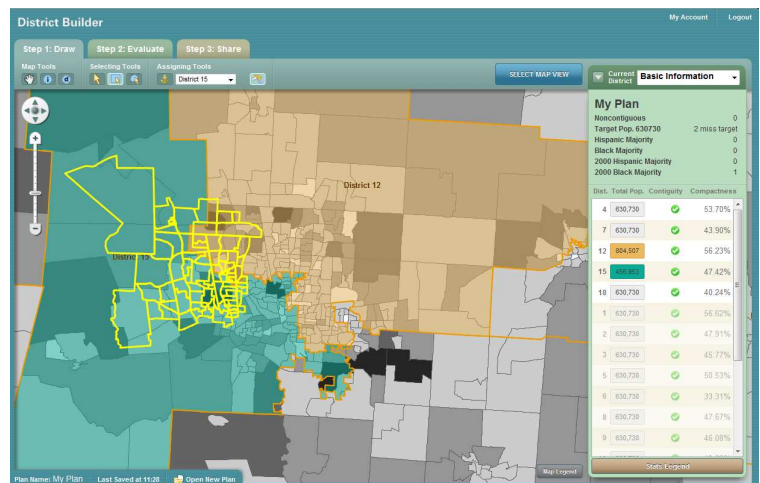 District Builder
My Account Logout
Step 1: Draw Step 2: Evaluate Step 3: Share
Map Tools Selecting Tools Assigning Tools
District 15
SELECT MAP VIEW
Current District Basic Information
My Plan
Noncontiguous 0
Target Pop. 630730 2 miss target
Hispanic Majority 0
Black Majority 0
2000 Hispanic Majority 0
2000 Black Majority 1
Dist. Total Pop. Contiguity Compactness
4 630,730 53.70%
7 630,730 43.90%
12 804,507 56.23%
15 456,953 47.42%
18 630,730 40.24%
1 630,730 56.62%
2 630,730 47.91%
3 630,730 45.77%
5 630,730 50.53%
6 630,730 33.31%
8 630,730 47.67%
9 630,730 46.08%
District 12
District 15
Map Legend
Stats Legend
Plan Name: My Plan Last Saved at 11:28 Open New Plan